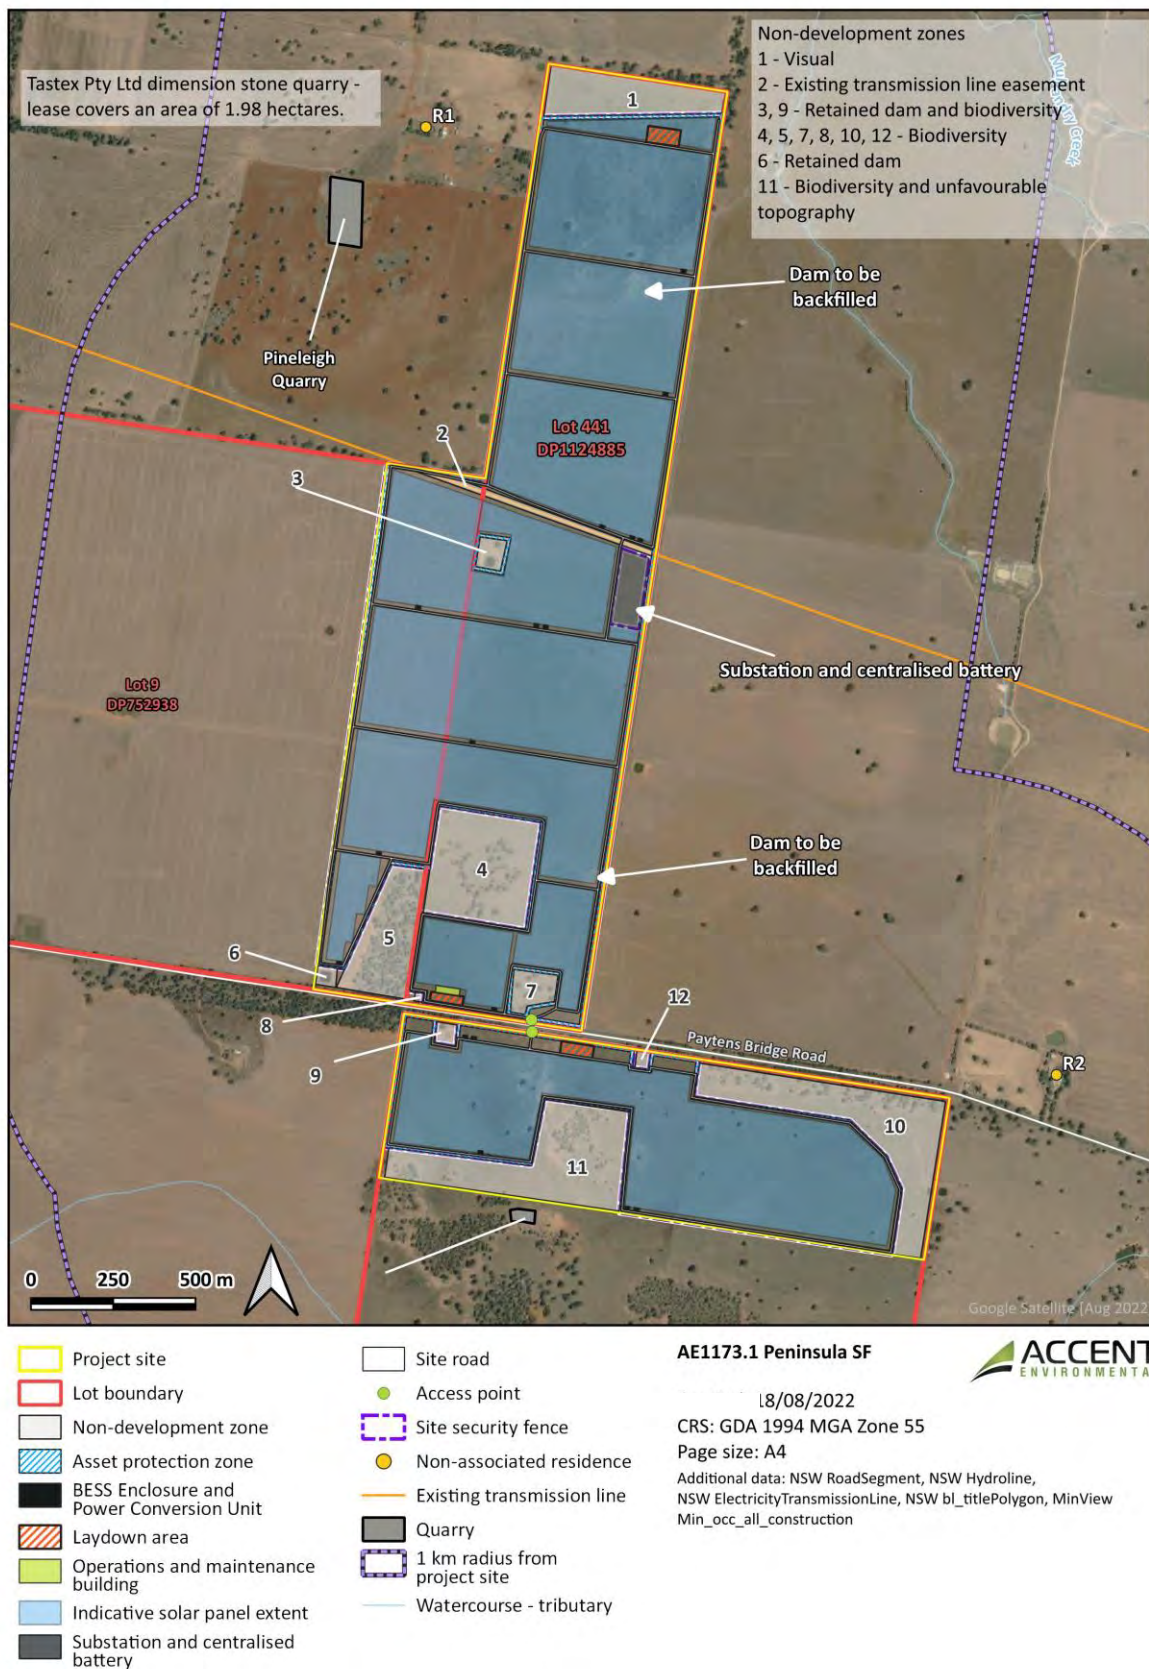 Tastex Pty Ltd dimension stone quarry -
lease covers an area of 1.98 hectares.
Non-development zones
1 - Visual
2 - Existing transmission line easement
3, 9 - Retained dam and biodiversity
4, 5, 7, 8, 10, 12 - Biodiversity
6 - Retained dam
11 - Biodiversity and unfavourable
topography
R1
1
Dam to be
backfilled
Pineleigh
Quarry
Lot 441
DP1124885
2
3
Substation and centralised battery
Lot 9
DP752938
Dam to be
backfilled
4
5
6
7
8
12
Paytens Bridge Road
R2
9
10
11
0 250 500 m
Google Satellite [Aug 2022
Project site
Lot boundary
Non-development zone
Asset protection zone
BESS Enclosure and
Power Conversion Unit
Laydown area
Operations and maintenance
building
Indicative solar panel extent
Substation and centralised
battery
Site road
Access point
Site security fence
Non-associated residence
Existing transmission line
Quarry
1 km radius from
project site
Watercourse - tributary
AE1173.1 Peninsula SF
ACCENT
ENVIRONMENTA
18/08/2022
CRS: GDA 1994 MGA Zone 55
Page size: A4
Additional data: NSW RoadSegment, NSW Hydroline,
NSW ElectricityTransmissionLine, NSW bl_titlePolygon, MinView
Min_occ_all_construction